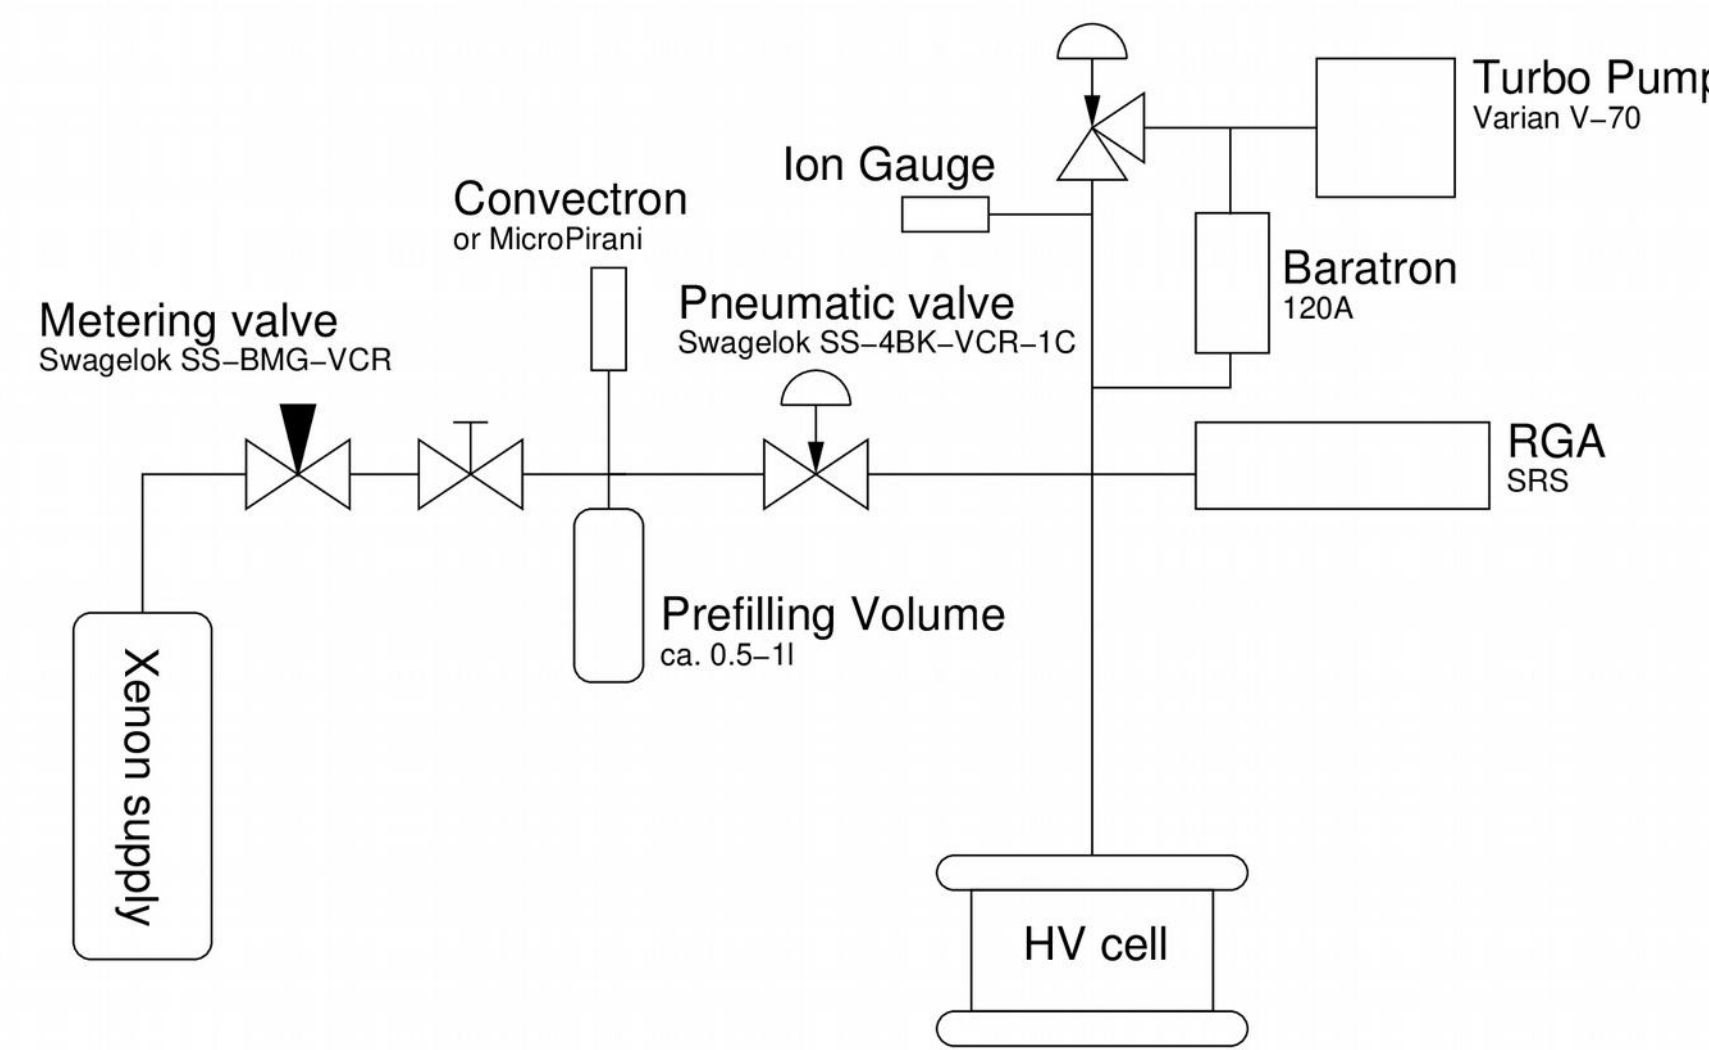 Turbo Pump
Varian V−70
Ion Gauge
Convectron
or MicroPirani
Baratron
120A
Pneumatic valve
Swagelok SS−4BK−VCR−1C
Metering valve
Swagelok SS−BMG−VCR
RGA
SRS
Prefilling Volume
ca. 0.5−1l
Xenon supply
HV cell